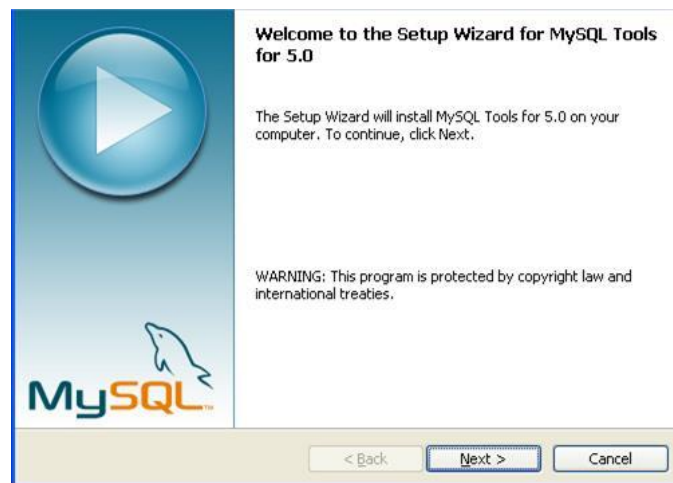 Welcome to the Setup Wizard for MySQL Tools
for 5.0
The Setup Wizard will install MySQL Tools for 5.0 on your
computer. To continue, click Next.
WARNING: This program is protected by copyright law and
international treaties.
MySQL™
< Back
Next >
Cancel